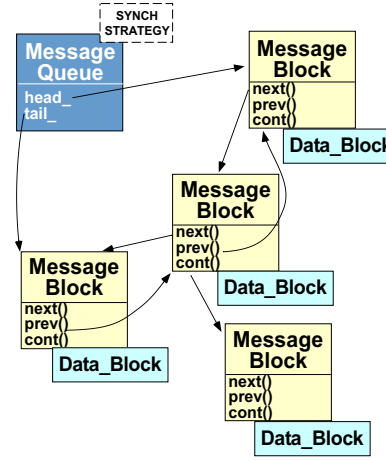 SYNCH
STRATEGY
Message
Queue
head_
tail_
Message
Block
next()
prev()
cont()
Data_Block
Message
Block
next()
prev()
cont()
Data_Block
Message
Block
next()
prev()
cont()
Data_Block
Message
Block
next()
prev()
cont()
Data_Block